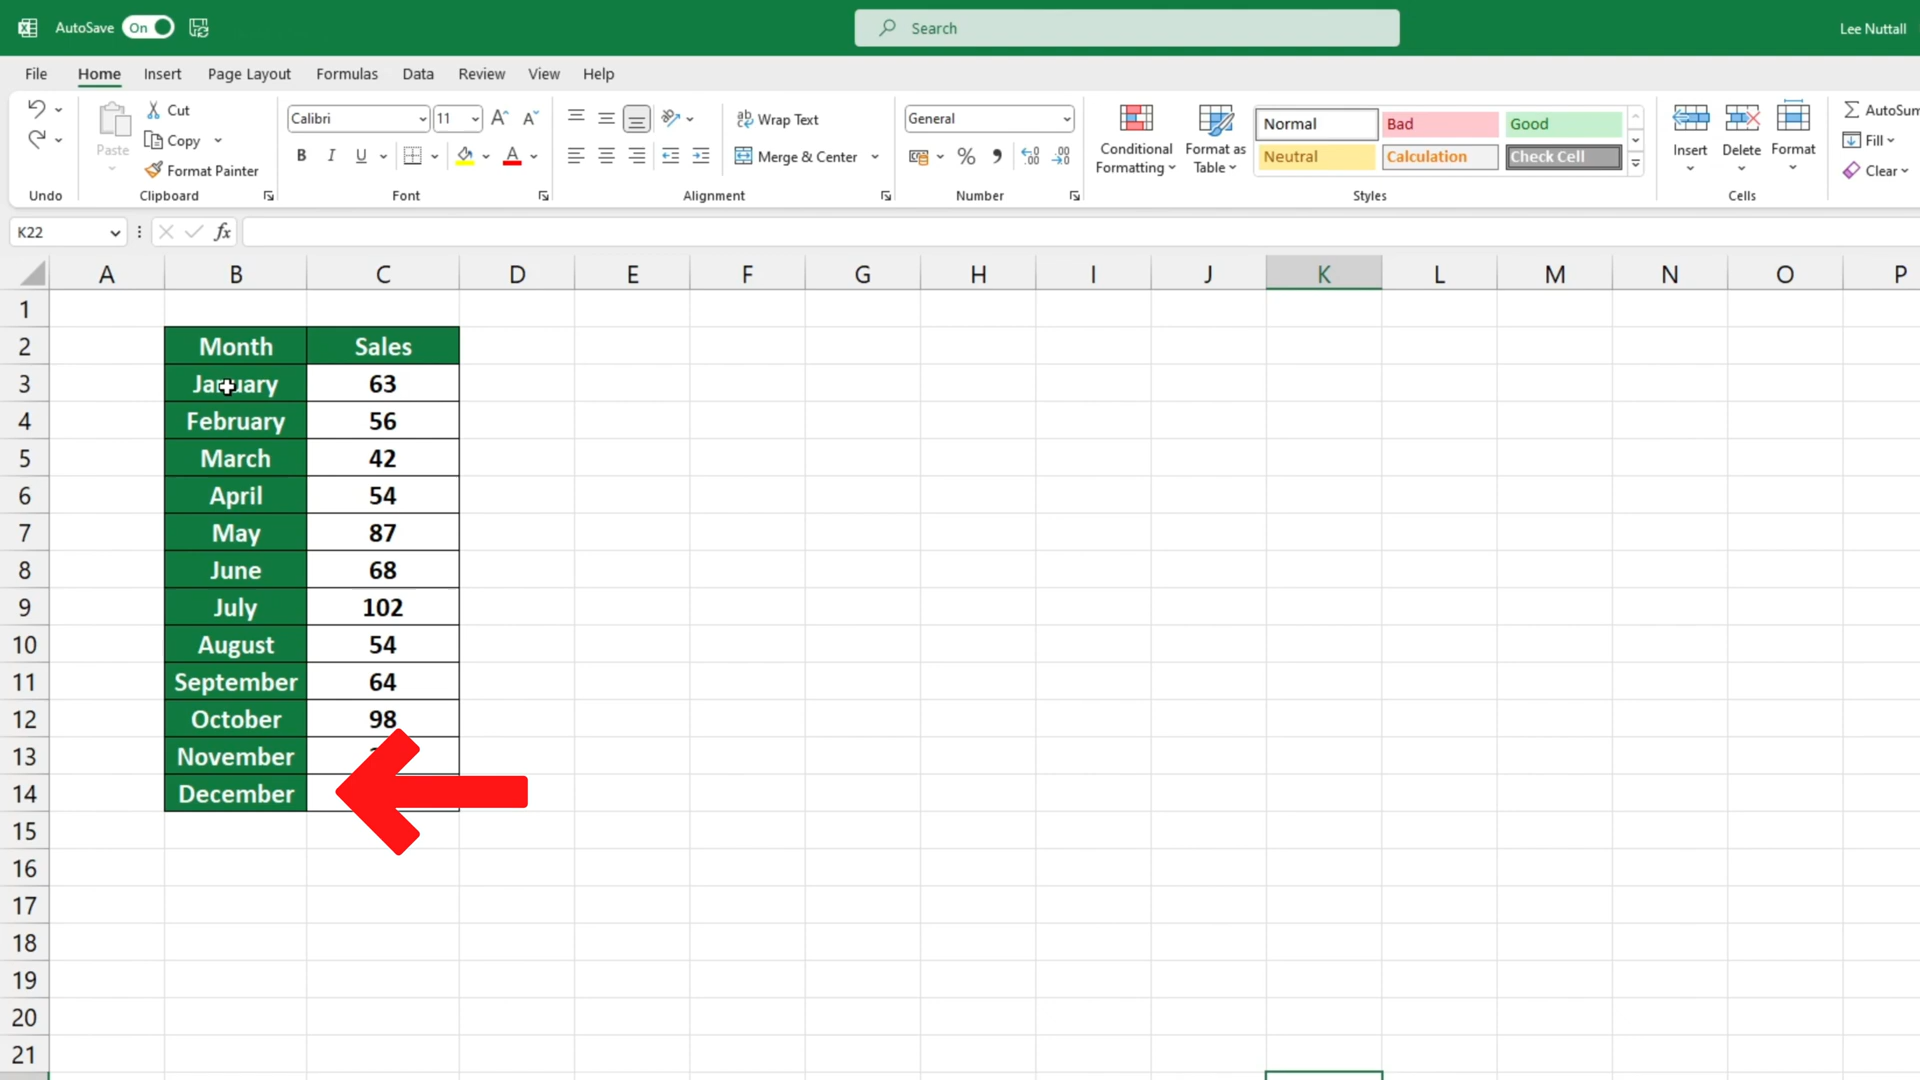 AutoSave On Search Lee Nuttall
File Home Insert Page Layout Formulas Data Review View Help
Cut
Copy
Format Painter
Paste
Calibri 11
B I U
Wrap Text
Merge & Center
General
Conditional Formatting
Format as Table
Normal Bad Good
Neutral Calculation Check Cell
Insert Delete Format
AutoSum
Fill
Clear
Undo Clipboard Font Alignment Number Styles Cells
K22 fx
A B C D E F G H I J K L M N O P
1
2 Month Sales
3 January 63
4 February 56
5 March 42
6 April 54
7 May 87
8 June 68
9 July 102
10 August 54
11 September 64
12 October 98
13 November
14 December
15
16
17
18
19
20
21